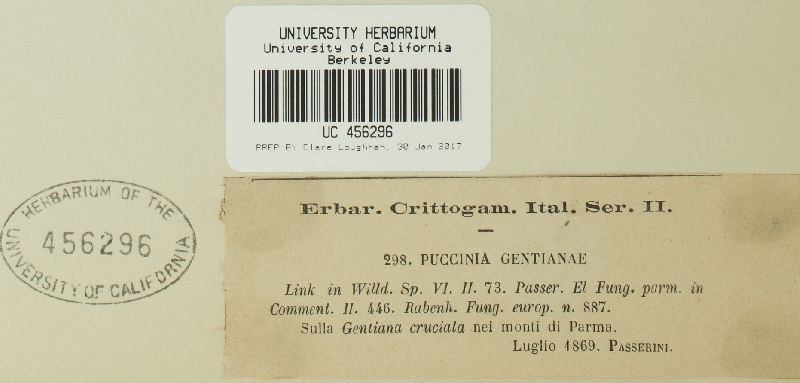 UNIVERSITY HERBARIUM
University of California
Berkeley
UC 456296
PREP BY Clare Loughran, 30 Jan 2017
HERBARIUM OF THE
456296
UNIVERSITY OF CALIFORNIA
Erbar. Crittogam. Ital. Ser. II.
298. PUCCINIA GENTIANAE
Link in Willd. Sp. VI. II. 73. Passer. El Fung. parm. in
Comment. II. 446. Rabenh. Fung. europ. n. 887.
Sulla Gentiana cruciata nei monti di Parma.
Luglio 1869. PASSERINI.